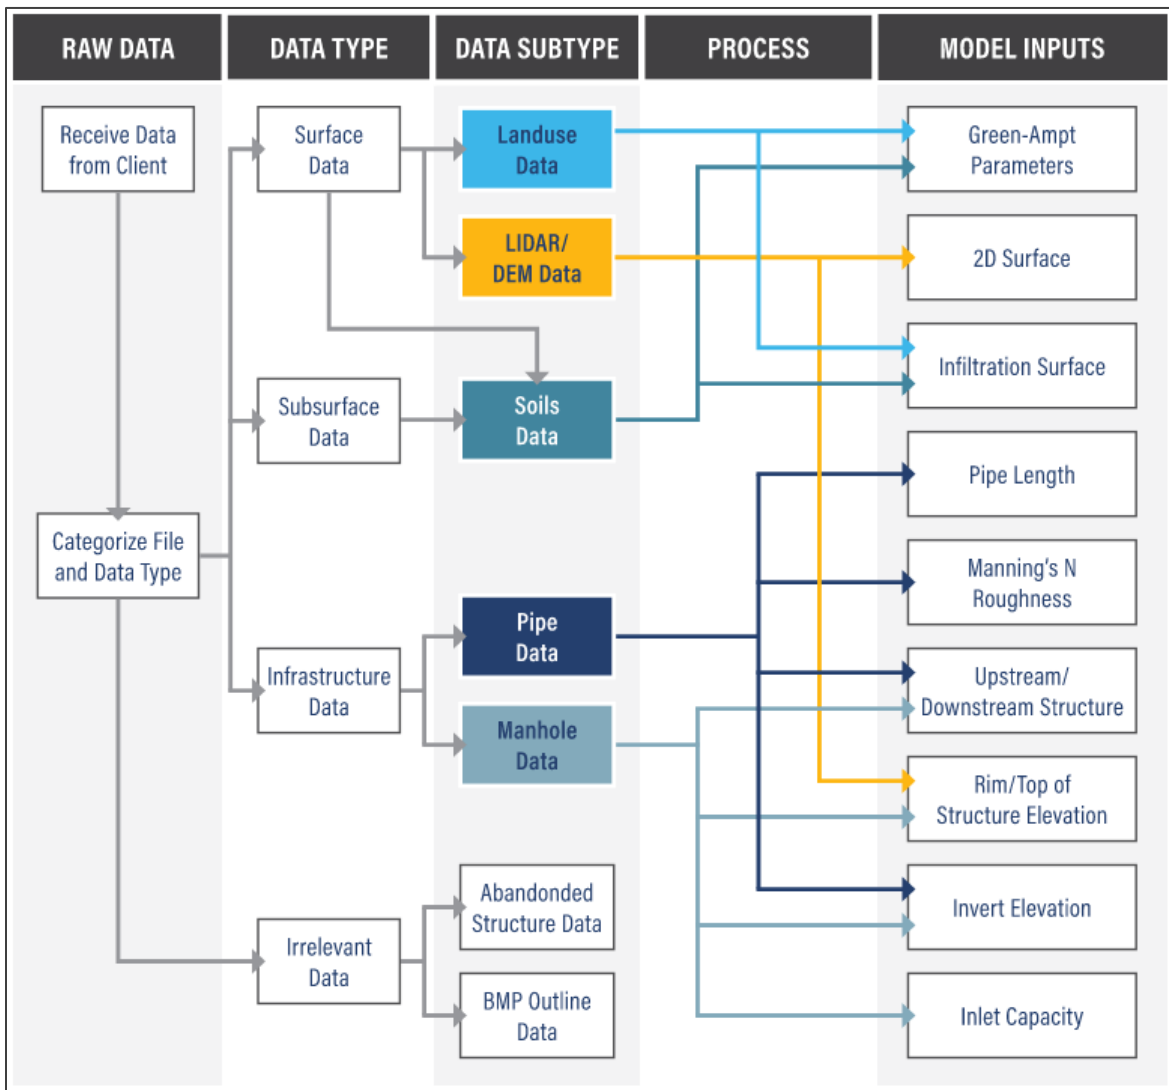 RAW DATA
DATA TYPE
DATA SUBTYPE
PROCESS
MODEL INPUTS
Receive Data
from Client
Categorize File
and Data Type
Surface
Data
Subsurface
Data
Infrastructure
Data
Irrelevant
Data
Landuse
Data
LIDAR/
DEM Data
Soils
Data
Pipe
Data
Manhole
Data
Abandonded
Structure Data
BMP Outline
Data
Green-Ampt
Parameters
2D Surface
Infiltration Surface
Pipe Length
Manning's N
Roughness
Upstream/
Downstream Structure
Rim/Top of
Structure Elevation
Invert Elevation
Inlet Capacity